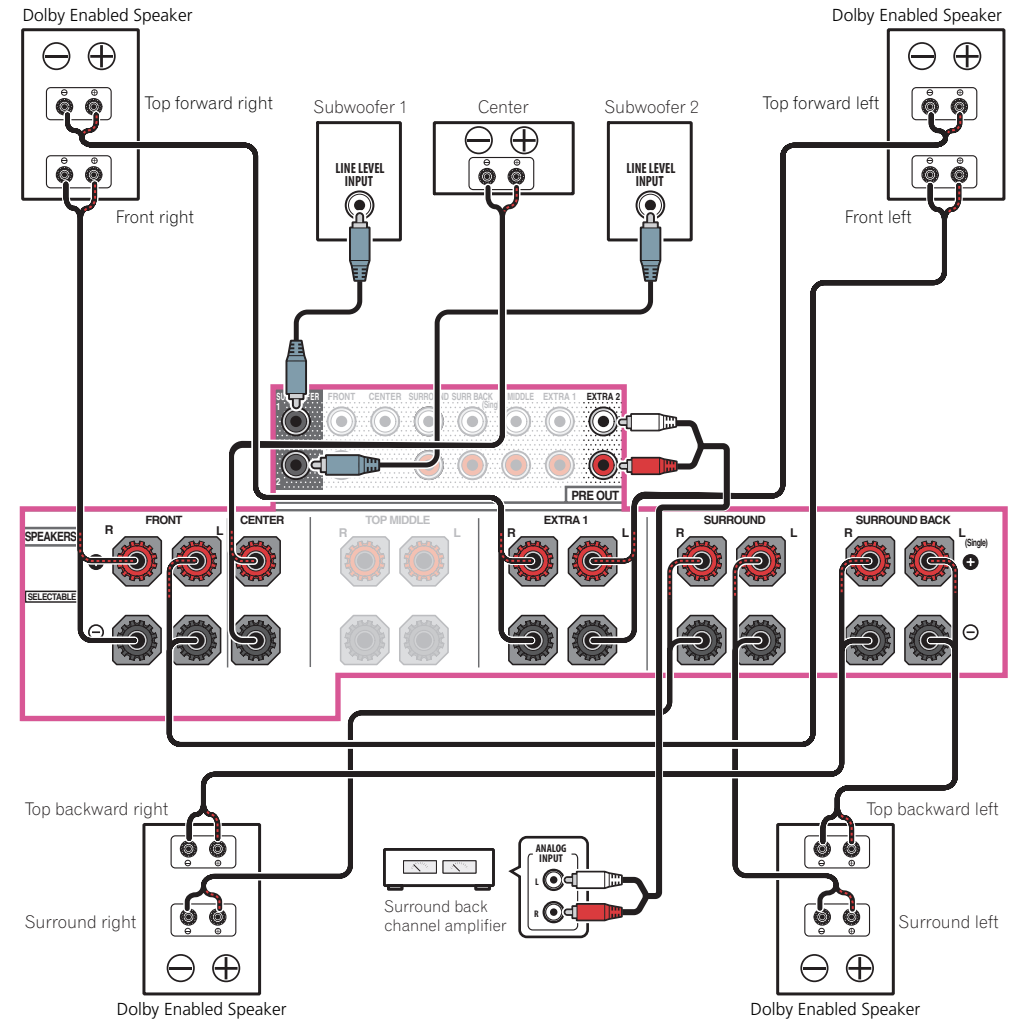 Dolby Enabled Speaker
Dolby Enabled Speaker
Top forward right
Subwoofer 1
Center
Subwoofer 2
Top forward left
LINE LEVEL
INPUT
LINE LEVEL
INPUT
Front right
Front left
1
FRONT
CENTER
SURROUND
SURR BACK
(Sing
MIDDLE
EXTRA 1
EXTRA 2
2
PRE OUT
SPEAKERS
R
FRONT
L
CENTER
R
TOP MIDDLE
L
R
EXTRA 1
L
R
SURROUND
L
R
SURROUND BACK
L
(Single)
SELECTABLE
Top backward right
Top backward left
ANALOG
INPUT
L
R
Surround back
channel amplifier
Surround right
Surround left
Dolby Enabled Speaker
Dolby Enabled Speaker